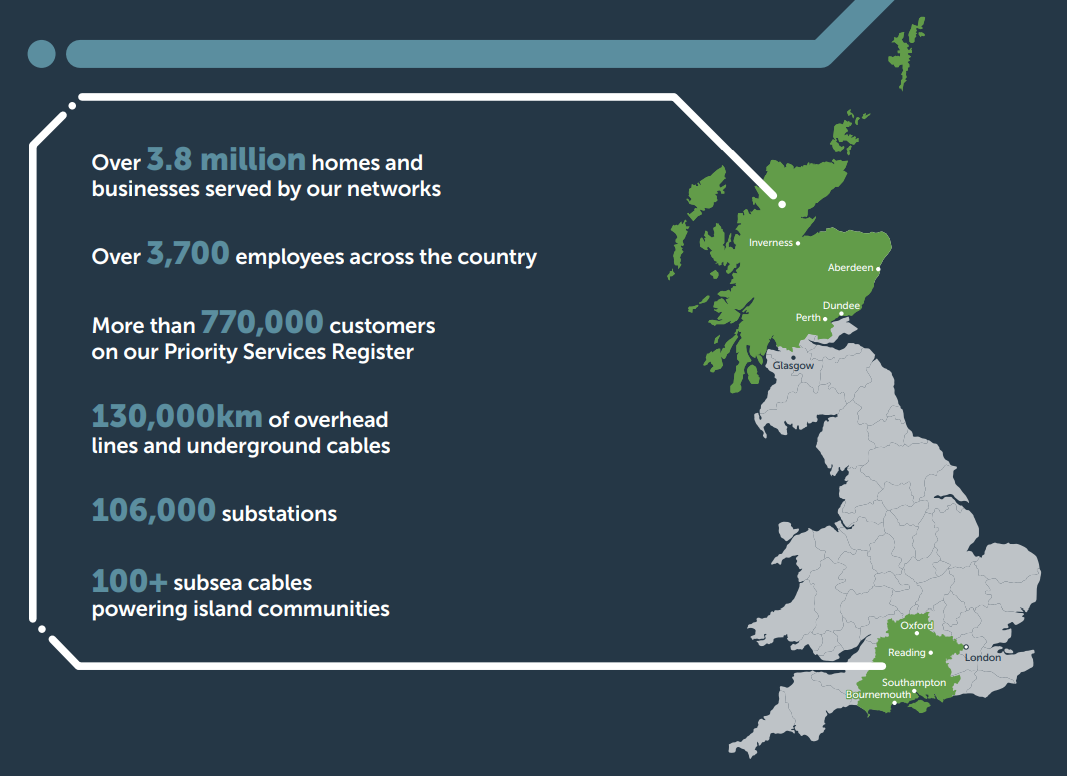 Over 3.8 million homes and
businesses served by our networks
Over 3,700 employees across the country
More than 770,000 customers
on our Priority Services Register
130,000km of overhead
lines and underground cables
106,000 substations
100+ subsea cables
powering island communities
Inverness
Aberdeen
Dundee
Perth
Glasgow
Oxford
Reading
London
Southampton
Bournemouth